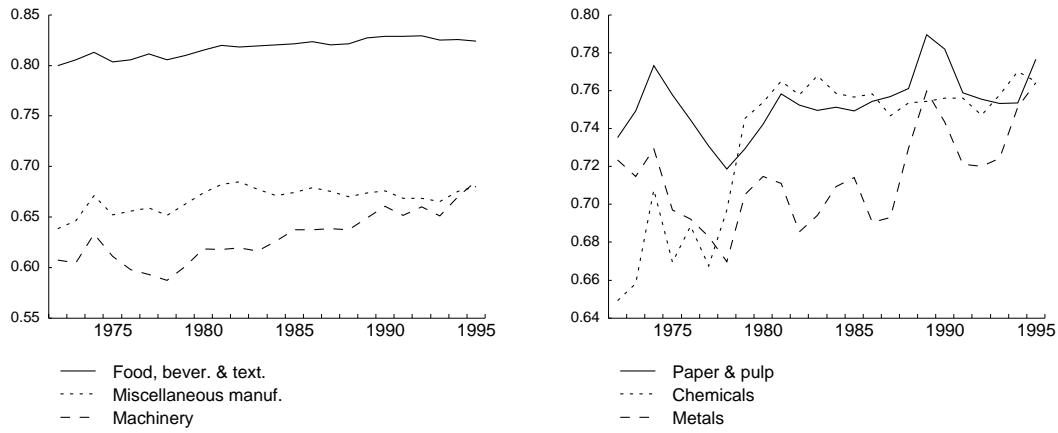 0.85
0.80
0.75
0.70
0.65
0.60
0.55
1975 1980 1985 1990 1995
Food, bever. & text.
Miscellaneous manuf.
Machinery
0.80
0.78
0.76
0.74
0.72
0.70
0.68
0.66
0.64
1975 1980 1985 1990 1995
Paper & pulp
Chemicals
Metals